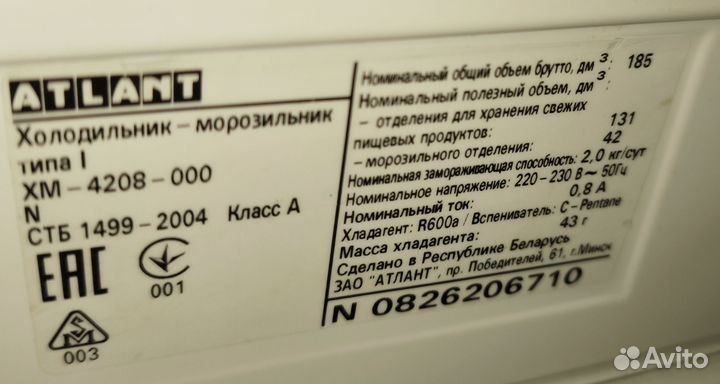 ATLANT
Холодильник – морозильник
типа I
ХМ – 4208 – 000
N
СТБ 1499 – 2004 Класс А
ЕАС
001
003
Номинальный общий объем брутто, дм³: 185
Номинальный полезный объем, дм³:
– отделения для хранения свежих
пищевых продуктов: 131
– морозильного отделения: 42
Номинальная замораживающая способность: 2,0 кг/сут
Номинальное напряжение: 220 – 230 В ~ 50Гц
Номинальный ток: 0,8 А
Хладагент: R600a / Вспениватель: C – Pentane
Масса хладагента: 43 г
Сделано в Республике Беларусь
ЗАО "АТЛАНТ", пр. Победителей, 61, г.Минск
N 0826206710
Avito